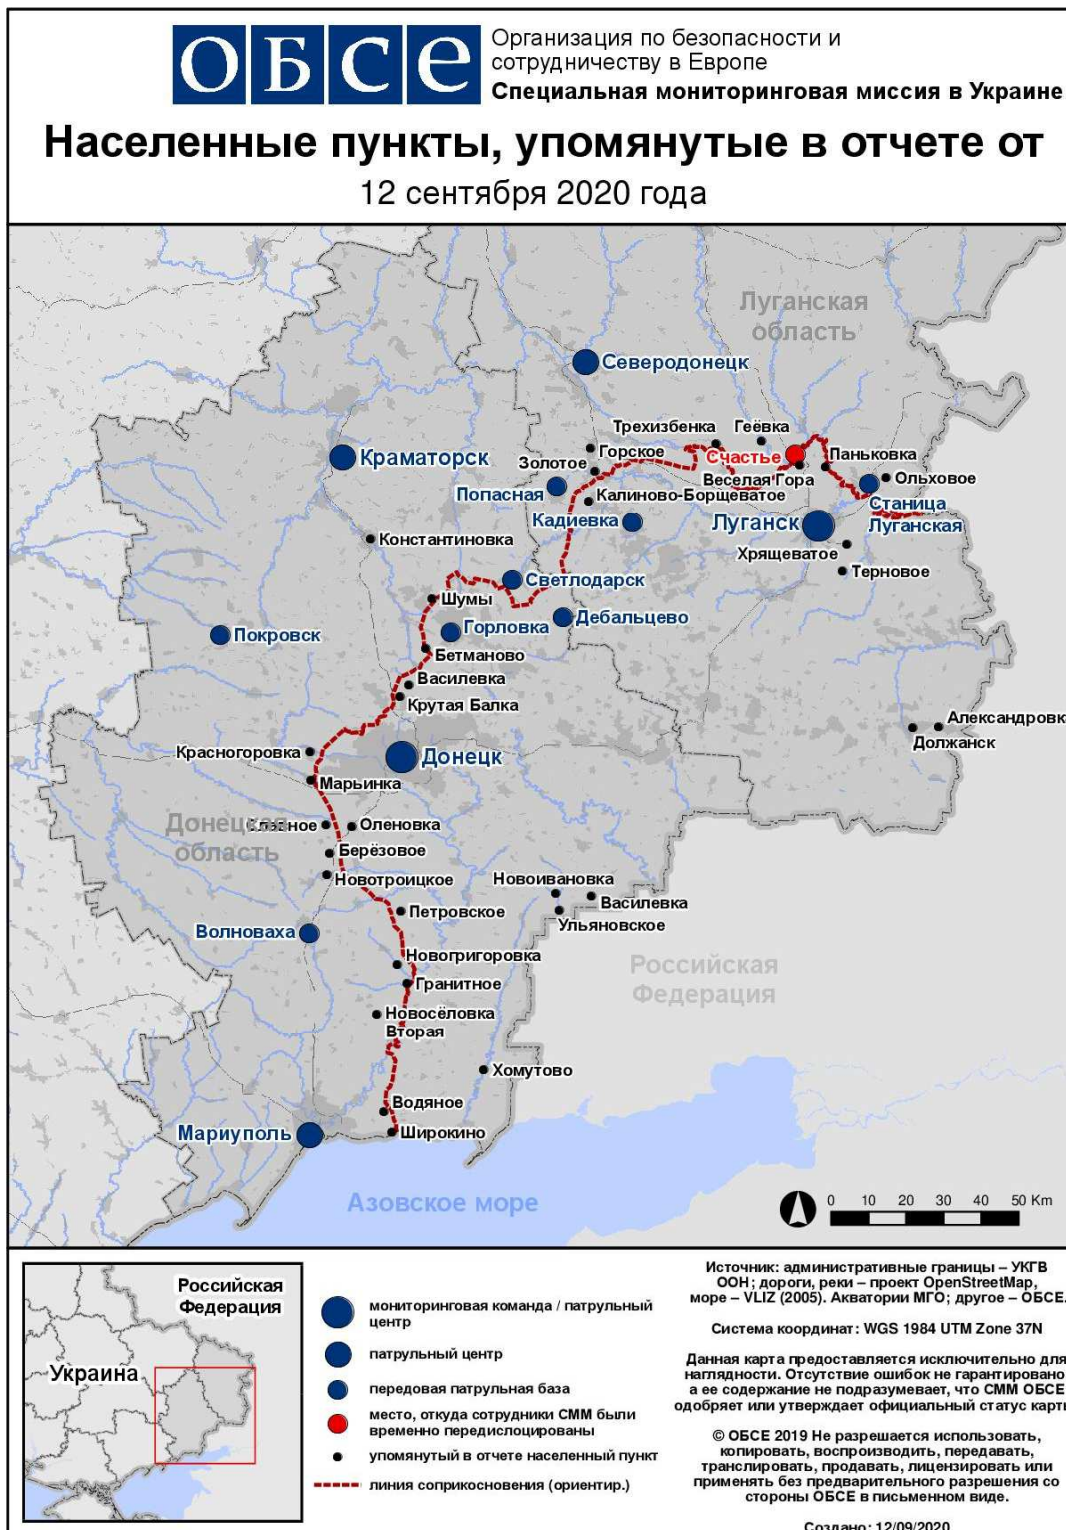 ОБСЕ
Организация по безопасности и
сотрудничеству в Европе
Специальная мониторинговая миссия в Украине
Населенные пункты, упомянутые в отчете от
12 сентября 2020 года
Луганская
область
Северодонецк
Трехизбенка
Геёвка
Горское
Счастье
Паньковка
Краматорск
Золотое
Веселая Гора
Ольховое
Попасная
Калиново-Борщеватое
Станица
Луганская
Кадиевка
Луганск
Константиновка
Хрящеватое
Терновое
Светлодарск
Шумы
Дебальцево
Горловка
Покровск
Бетманово
Василевка
Крутая Балка
Александровк
Должанск
Красногоровка
Донецк
Марьинка
Донецкая
область
Оленовка
Берёзовое
Новотроицкое
Новоивановка
Василевка
Ульяновское
Петровское
Волноваха
Новогригоровка
Гранитное
Российская
Федерация
Новосёловка
Вторая
Хомутово
Водяное
Мариуполь
Широкино
Азовское море
0 10 20 30 40 50 Km
Российская
Федерация
Украина
мониторинговая команда / патрульный
центр
патрульный центр
передовая патрульная база
место, откуда сотрудники СММ были
временно передислоцированы
упомянутый в отчете населенный пункт
линия соприкосновения (ориентир.)
Источник: административные границы – УКГВ
ООН; дороги, реки – проект OpenStreetMap,
море – VLIZ (2005). Акватории МГО; другое – ОБСЕ.
Система координат: WGS 1984 UTM Zone 37N
Данная карта предоставляется исключительно для
наглядности. Отсутствие ошибок не гарантировано
а ее содержание не подразумевает, что СММ ОБСЕ
одобряет или утверждает официальный статус карты
© ОБСЕ 2019 Не разрешается использовать,
копировать, воспроизводить, передавать,
транслировать, продавать, лицензировать или
применять без предварительного разрешения со
стороны ОБСЕ в письменном виде.
Создано: 12/09/2020